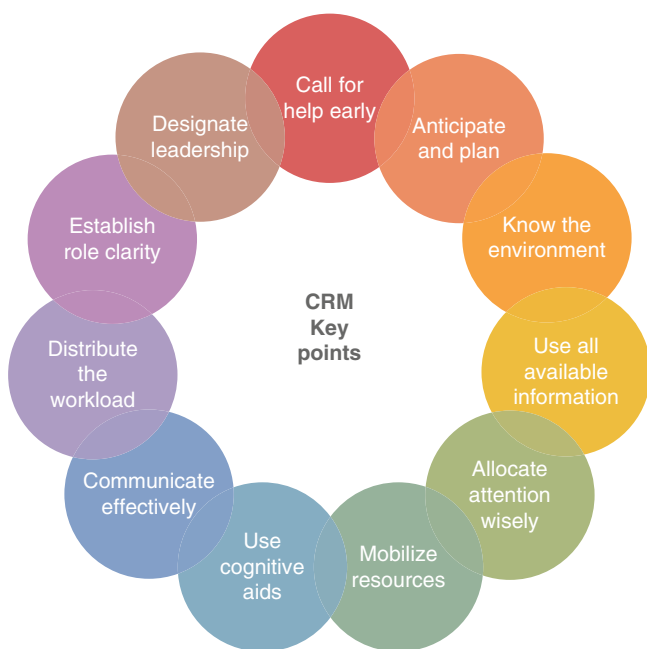 Call for
help early
Anticipate
and plan
Know the
environment
Use all
available
information
Allocate
attention
wisely
Mobilize
resources
Use
cognitive
aids
Communicate
effectively
Distribute
the
workload
Establish
role clarity
Designate
leadership
CRM
Key
points